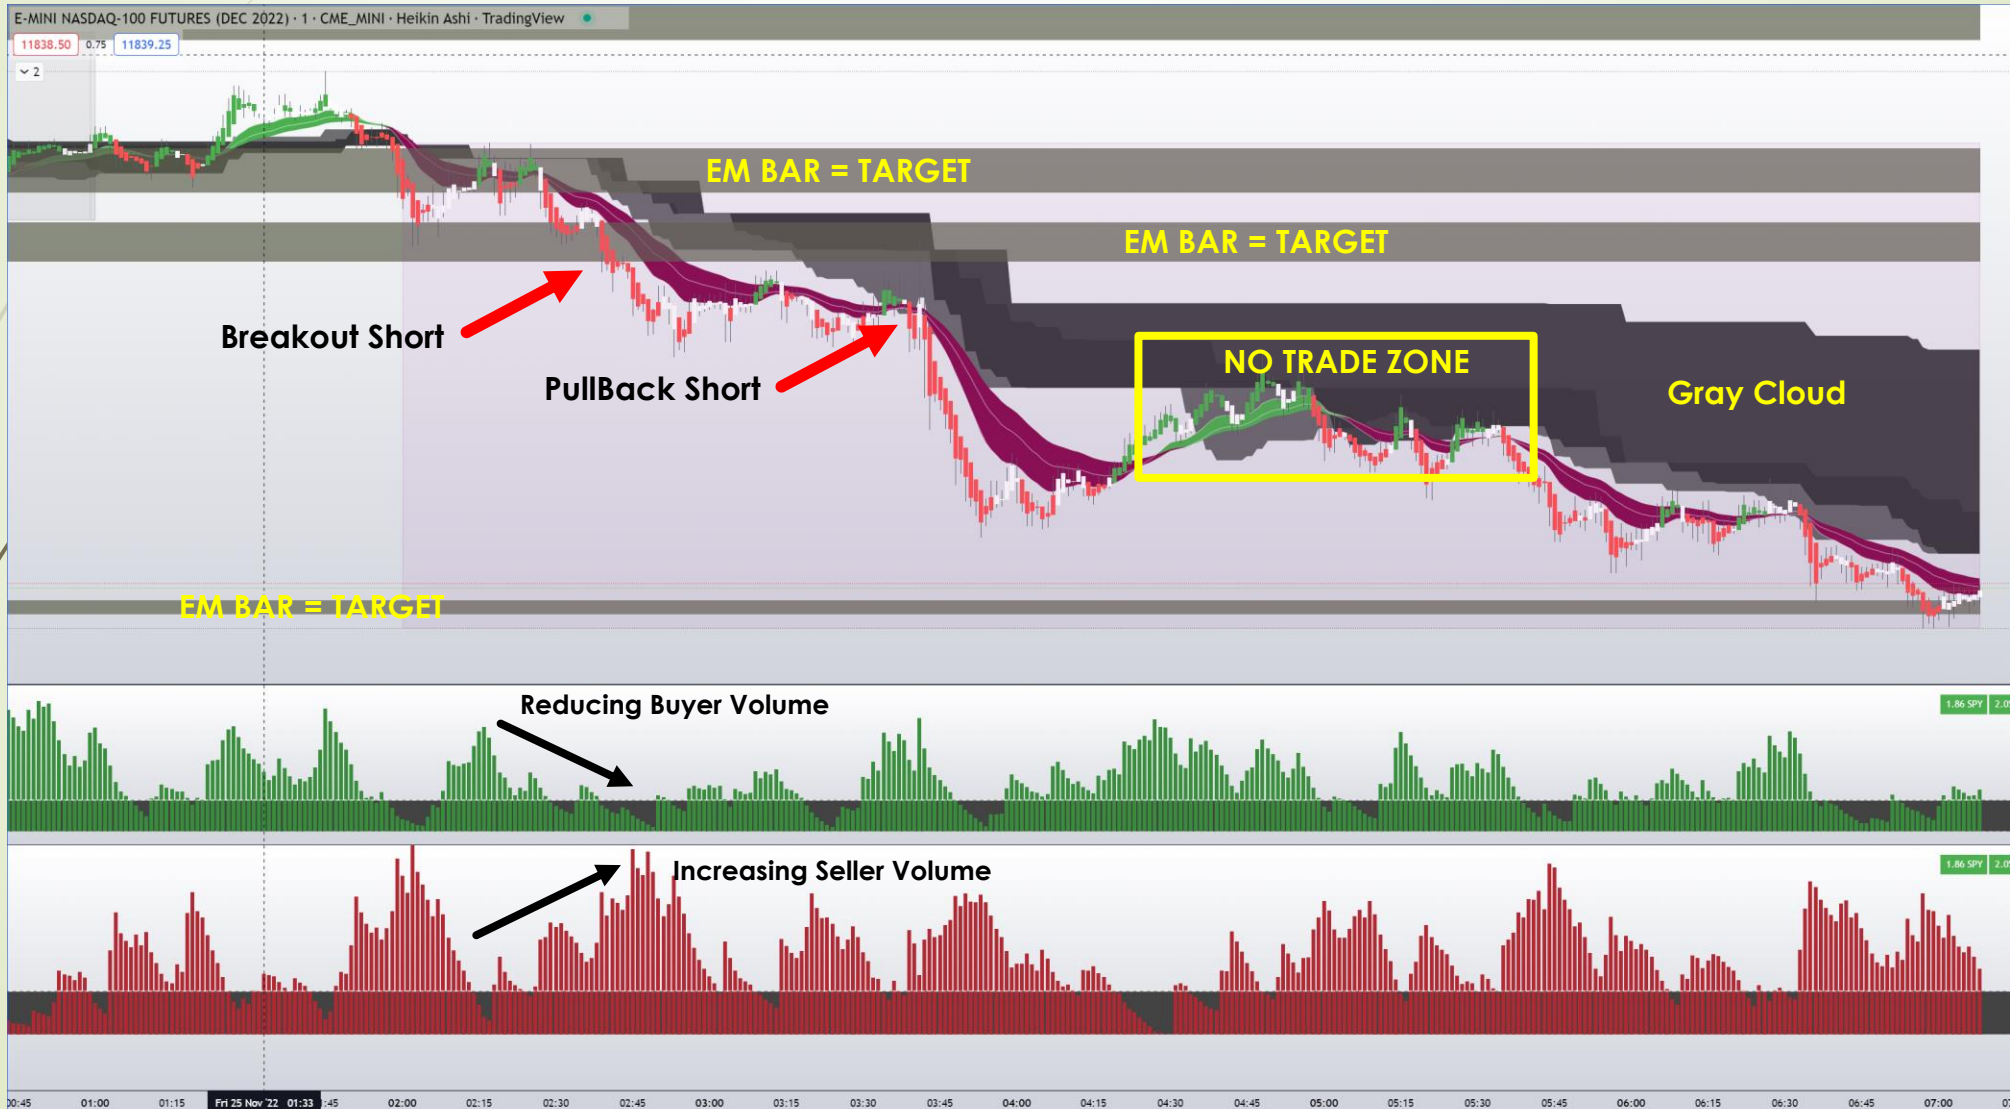 E-MINI NASDAQ-100 FUTURES (DEC 2022) · 1 · CME_MINI · Heikin Ashi · TradingView
11838.50 0.75 11839.25
2
EM BAR = TARGET
EM BAR = TARGET
Breakout Short
PullBack Short
NO TRADE ZONE
Gray Cloud
EM BAR = TARGET
Reducing Buyer Volume
1.86 SPY
Increasing Seller Volume
1.86 SPY
00:45 01:00 01:15 Fri 25 Nov '22 01:33 :45 02:00 02:15 02:30 02:45 03:00 03:15 03:30 03:45 04:00 04:15 04:30 04:45 05:00 05:15 05:30 05:45 06:00 06:15 06:30 06:45 07:00